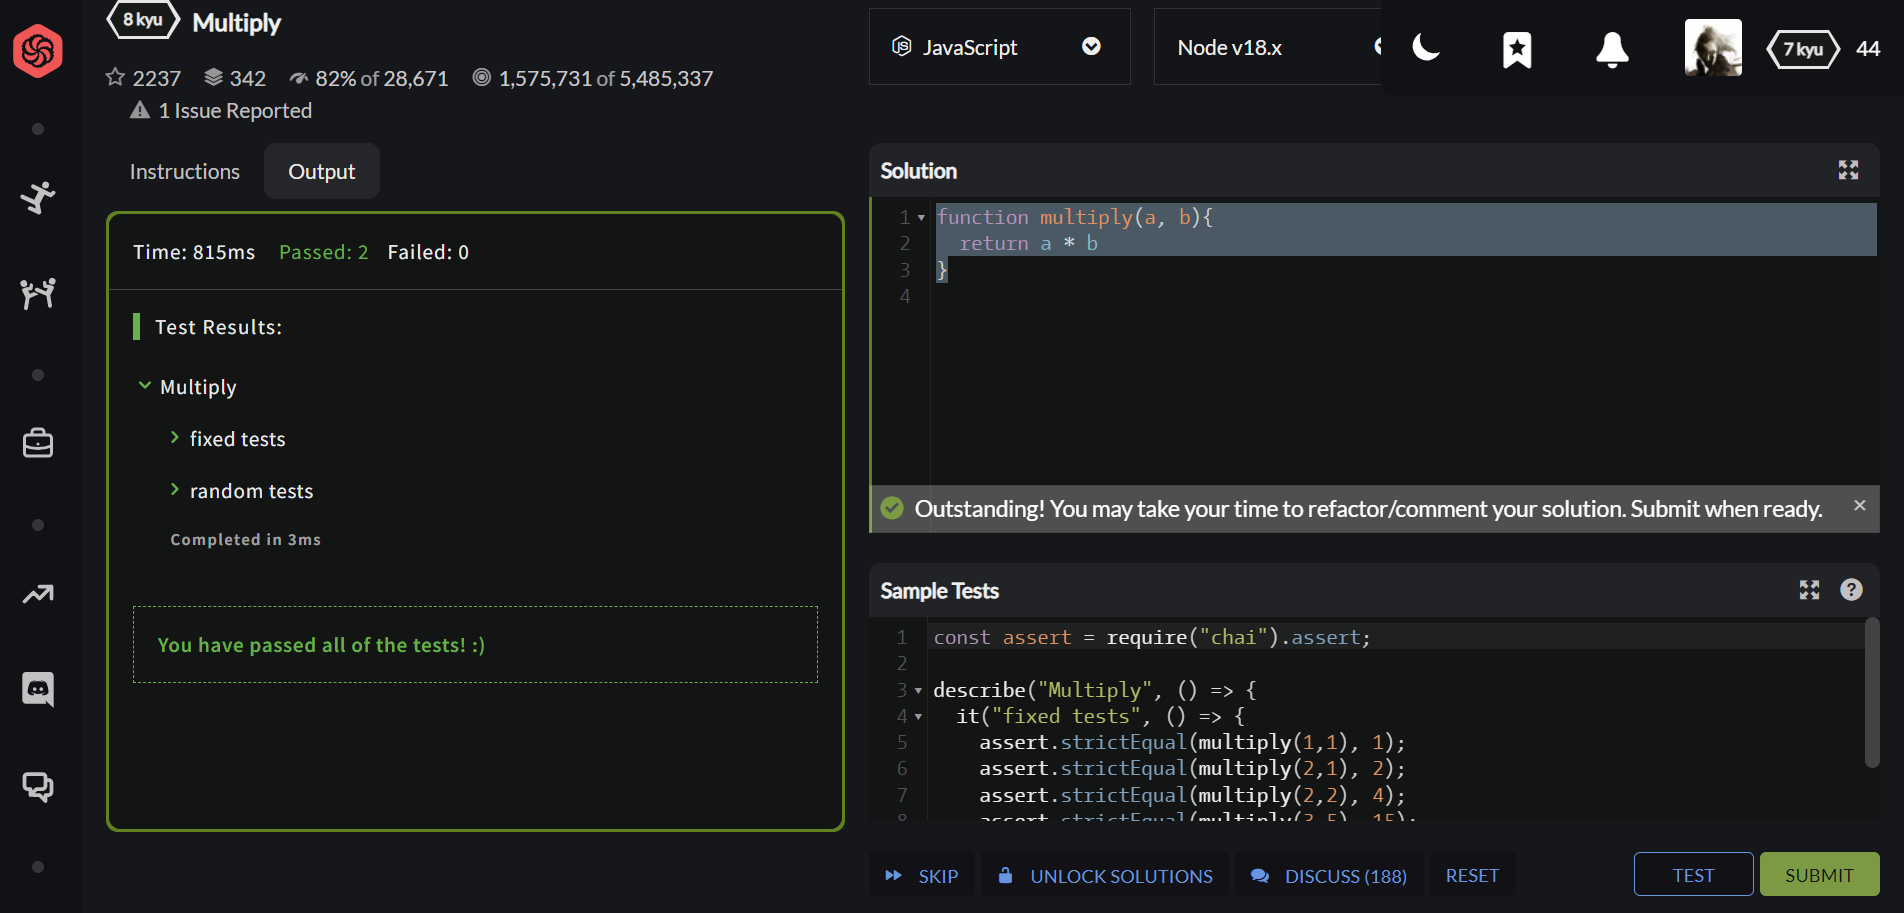 8 kyu Multiply
2237 342 82% of 28,671 1,575,731 of 5,485,337
1 Issue Reported
JavaScript
Node v18.x
7 kyu 44
Instructions
Output
Time: 815ms Passed: 2 Failed: 0
Test Results:
Multiply
fixed tests
random tests
Completed in 3ms
You have passed all of the tests! :)
Solution
1 function multiply(a, b){
2 return a * b
3 }
4
Outstanding! You may take your time to refactor/comment your solution. Submit when ready.
Sample Tests
1 const assert = require("chai").assert;
2
3 describe("Multiply", () => {
4 it("fixed tests", () => {
5 assert.strictEqual(multiply(1,1), 1);
6 assert.strictEqual(multiply(2,1), 2);
7 assert.strictEqual(multiply(2,2), 4);
8 assert.strictEqual(multiply(3,5), 15);
SKIP
UNLOCK SOLUTIONS
DISCUSS (188)
RESET
TEST
SUBMIT